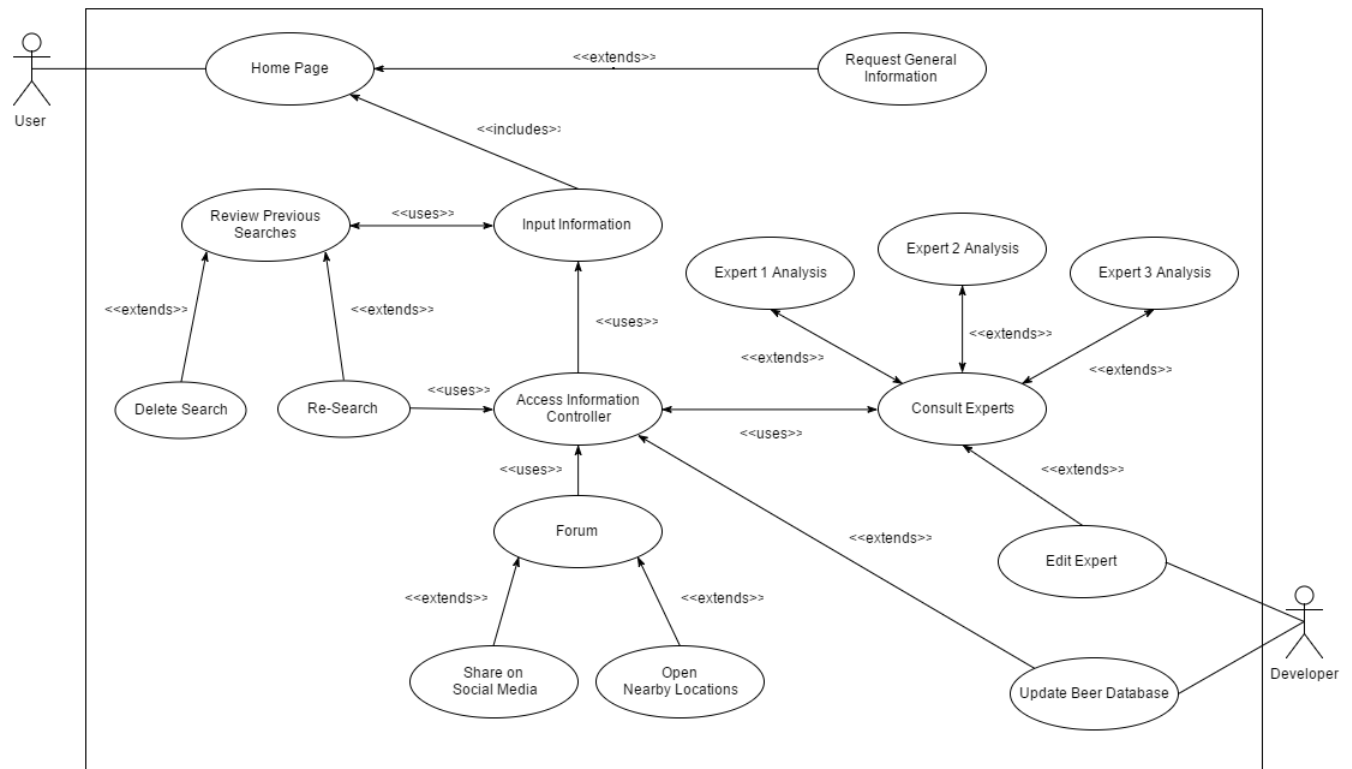 <<extends>>
Home Page
Request General
Information
User
<<includes>>
Review Previous
Searches
<<uses>>
Input Information
Expert 1 Analysis
Expert 2 Analysis
Expert 3 Analysis
<<extends>>
<<extends>>
<<uses>>
<<extends>>
<<extends>>
<<extends>>
Delete Search
Re-Search
<<uses>>
Access Information
Controller
<<uses>>
Consult Experts
<<uses>>
<<extends>>
Forum
<<extends>>
Edit Expert
<<extends>>
<<extends>>
Share on
Social Media
Open
Nearby Locations
Update Beer Database
Developer